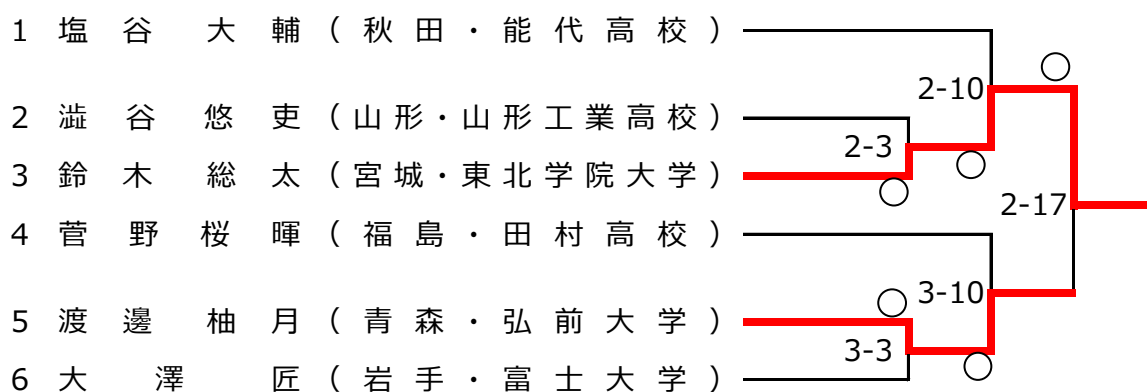 1 塩谷 大輔（秋田・能代高校）
2-10
2 澁谷 悠吏（山形・山形工業高校）
2-3
3 鈴木 総太（宮城・東北学院大学）
2-17
4 菅野桜暉（福島・田村高校）
3-10
5 渡邊 柚月（青森・弘前大学）
3-3
6 大澤 匠（岩手・富士大学）